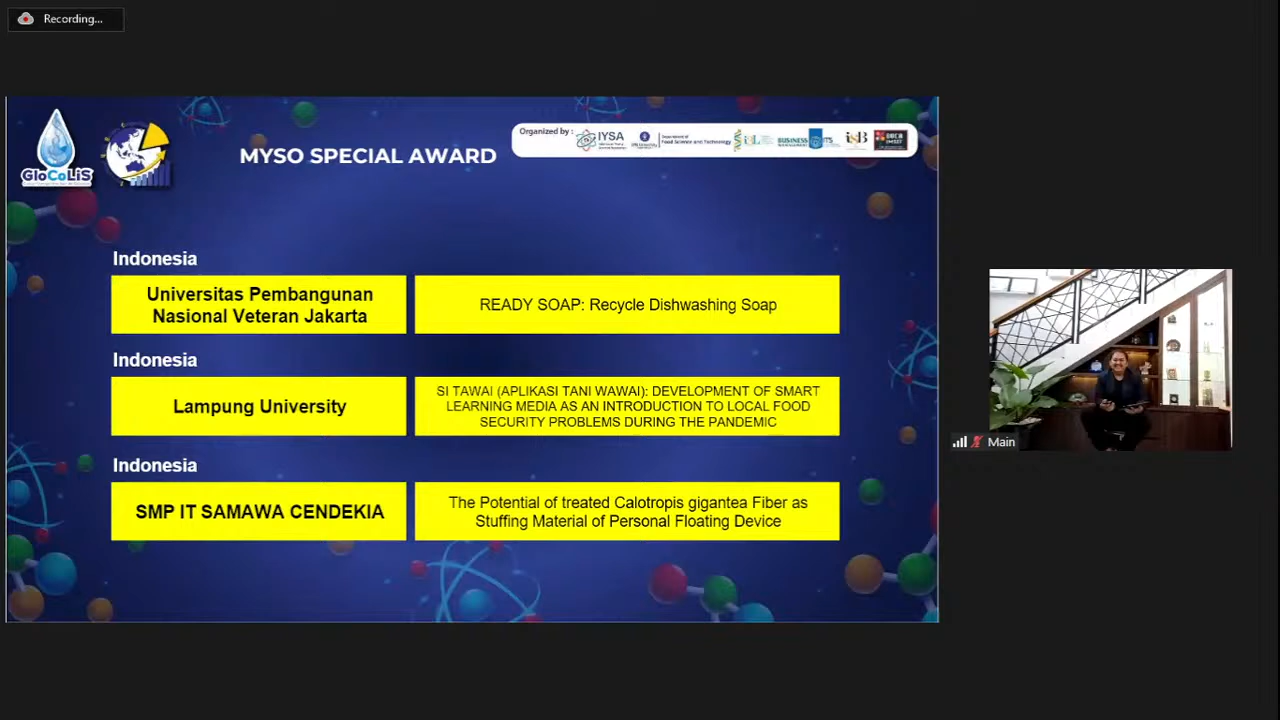 Recording...
GloCoLiS
MYSO SPECIAL AWARD
Organized by :
IYSA
Department of
Food Science and Technology
BUSINESS
Indonesia
Universitas Pembangunan
Nasional Veteran Jakarta
READY SOAP: Recycle Dishwashing Soap
Indonesia
Lampung University
SI TAWAI (APLIKASI TANI WAWAI): DEVELOPMENT OF SMART
LEARNING MEDIA AS AN INTRODUCTION TO LOCAL FOOD
SECURITY PROBLEMS DURING THE PANDEMIC
Indonesia
SMP IT SAMAWA CENDEKIA
The Potential of treated Calotropis gigantea Fiber as
Stuffing Material of Personal Floating Device
Main